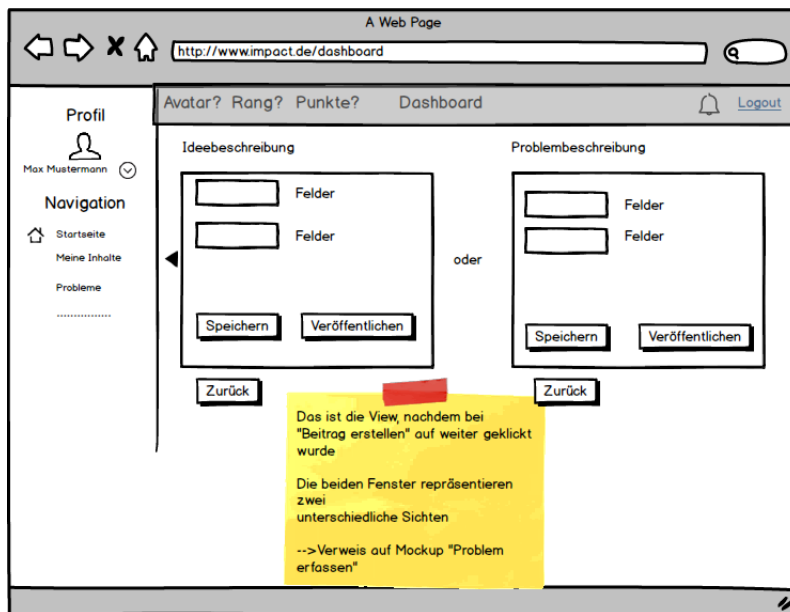 A Web Page
http://www.impact.de/dashboard
Profil
Max Mustermann
Navigation
Startseite
Meine Inhalte
Probleme
................
Avatar? Rang? Punkte? Dashboard
Logout
Ideebeschreibung
Felder
Felder
Speichern
Veröffentlichen
Zurück
oder
Problembeschreibung
Felder
Felder
Speichern
Veröffentlichen
Zurück
Das ist die View, nachdem bei
"Beitrag erstellen" auf weiter geklickt
wurde
Die beiden Fenster repräsentieren
zwei
unterschiedliche Sichten
-->Verweis auf Mockup "Problem
erfassen"